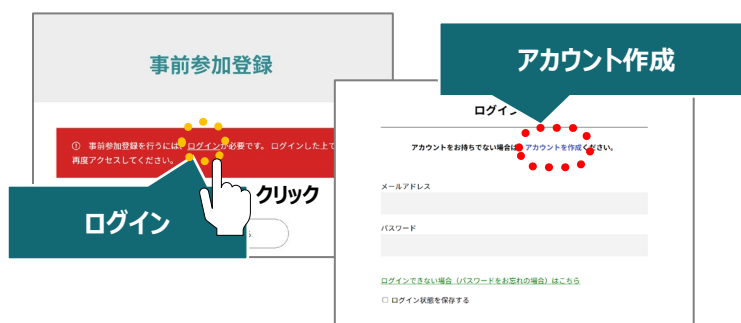 事前参加登録
① 事前参加登録を行うには、ログインが必要です。 ログインした上で
再度アクセスしてください。
クリック
ログイン
アカウント作成
ログイン
アカウントをお持ちでない場合は、アカウントを作成ください。
メールアドレス
パスワード
ログインできない場合（パスワードをお忘れの場合）はこちら
ログイン状態を保存する